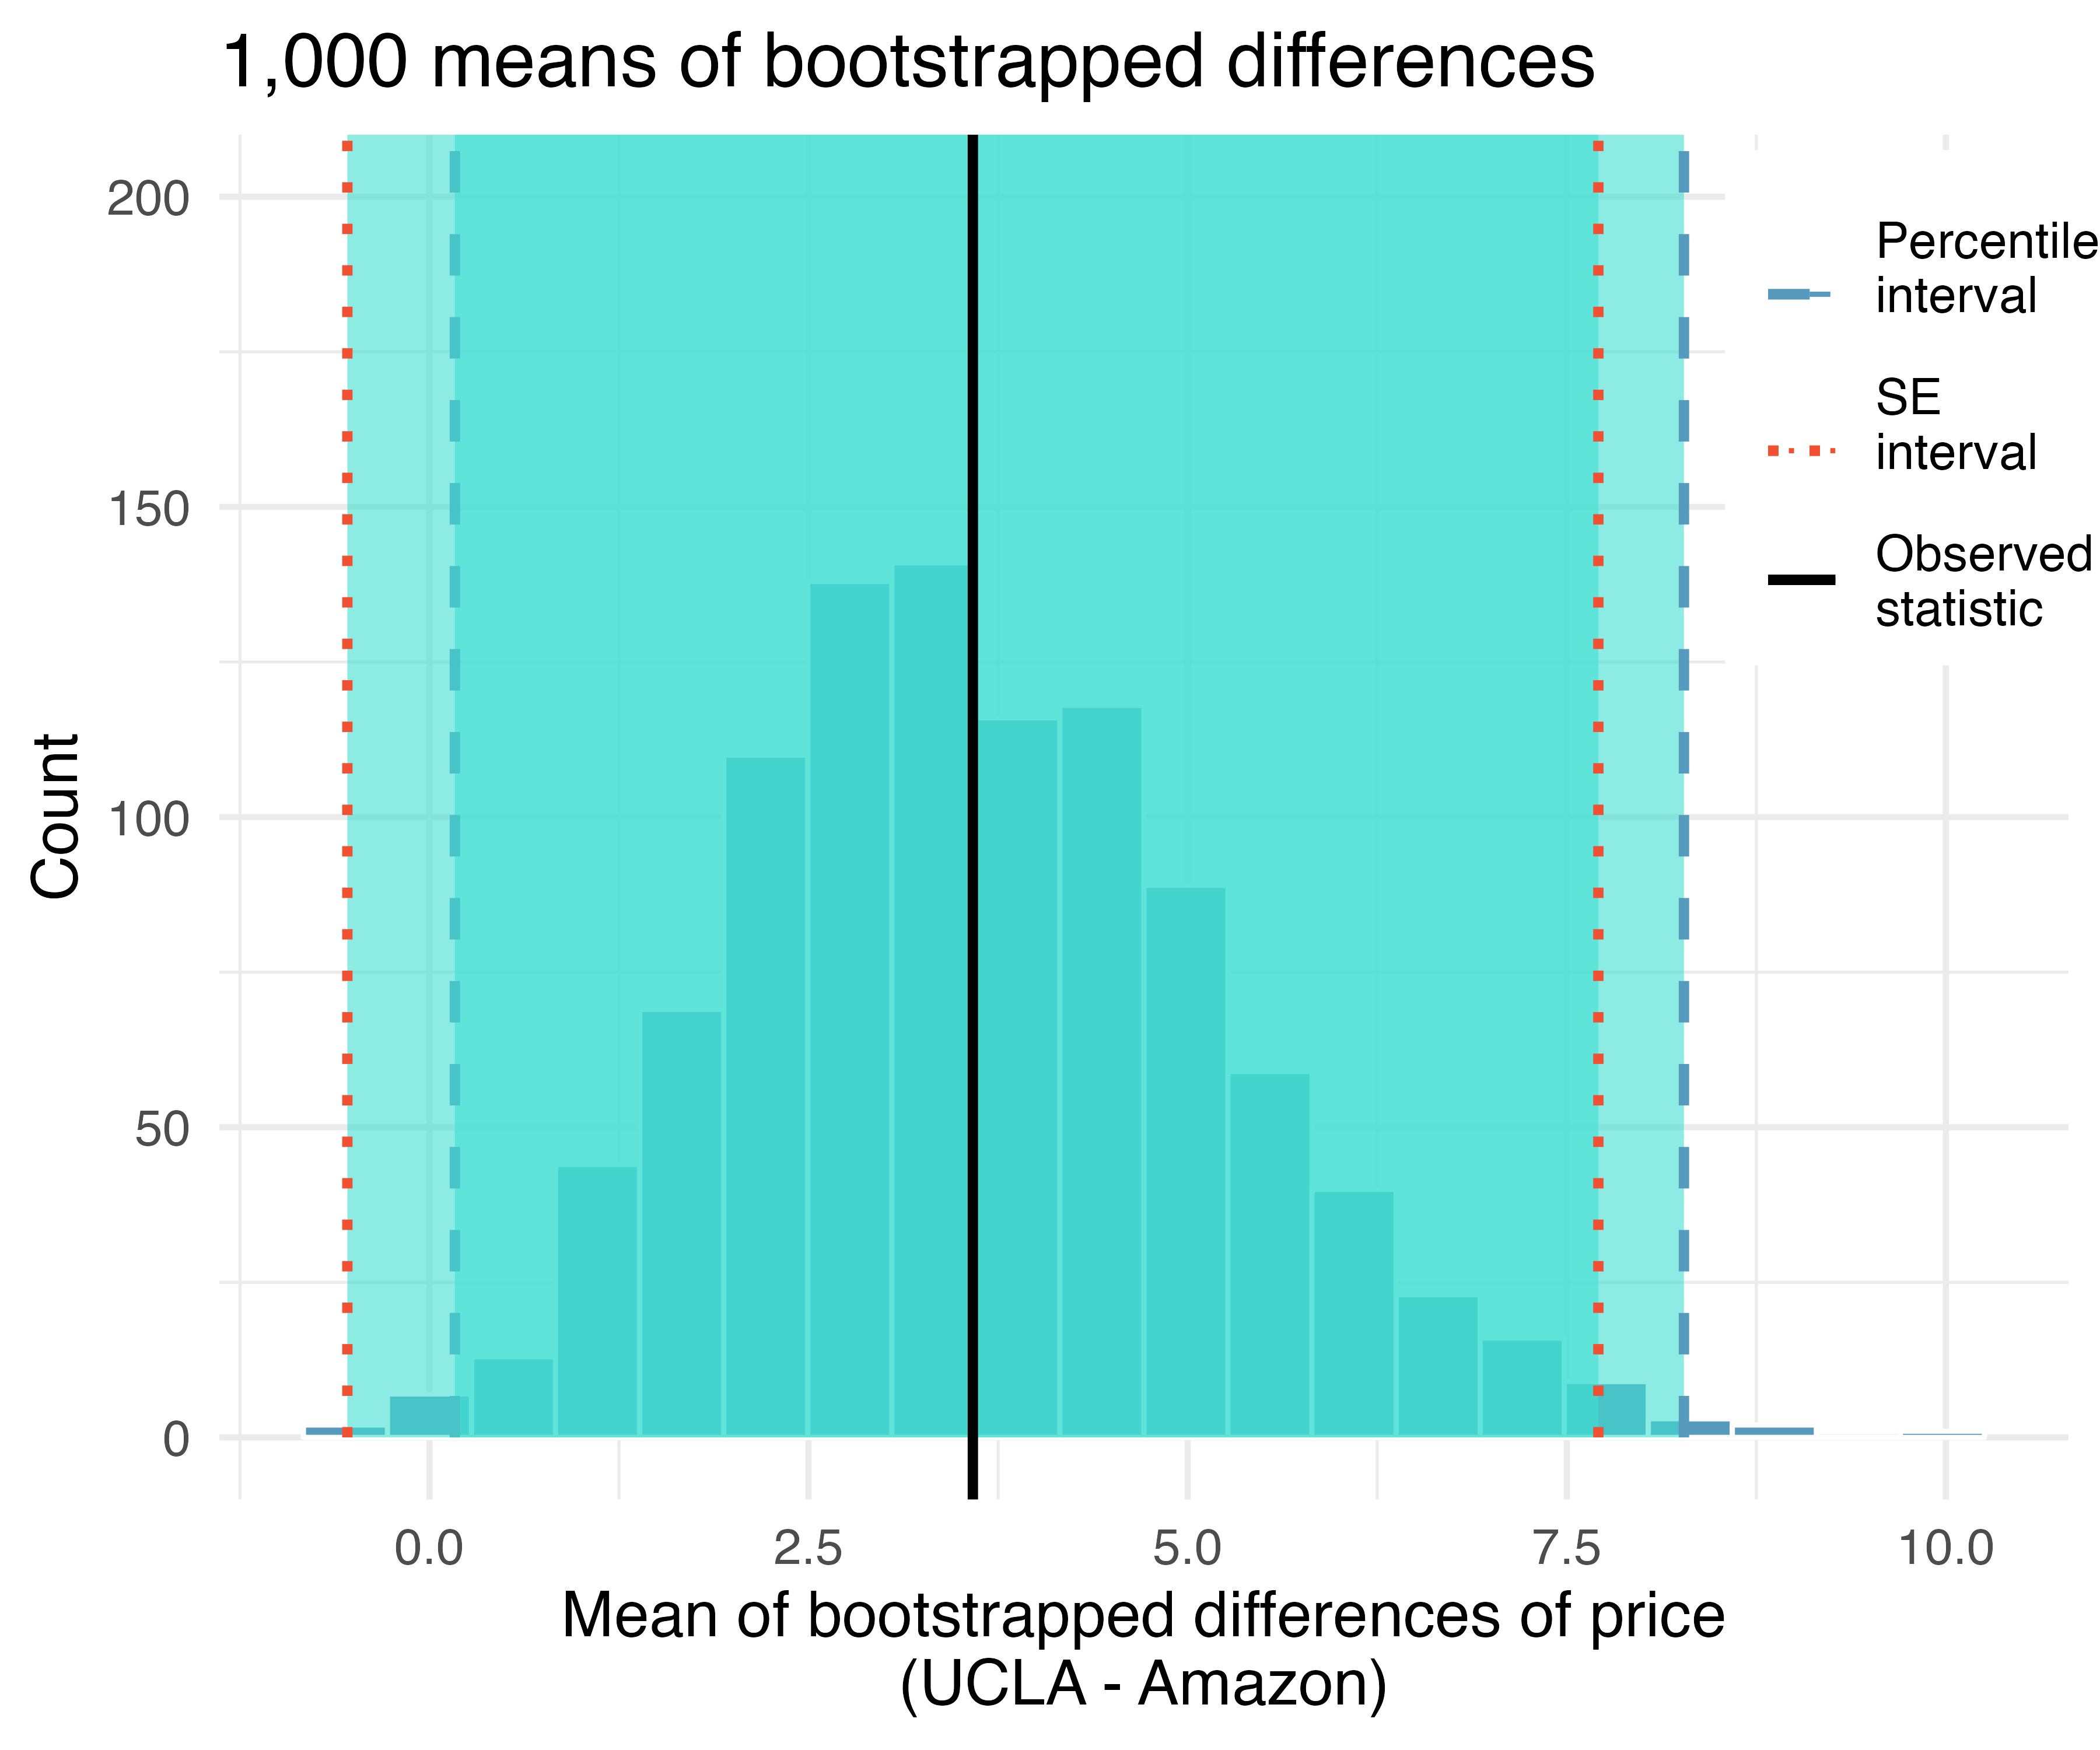 1,000 means of bootstrapped differences
200
150
100
50
0
Count
Percentile
interval
SE
interval
Observed
statistic
0.0
2.5
5.0
7.5
10.0
Mean of bootstrapped differences of price
(UCLA - Amazon)